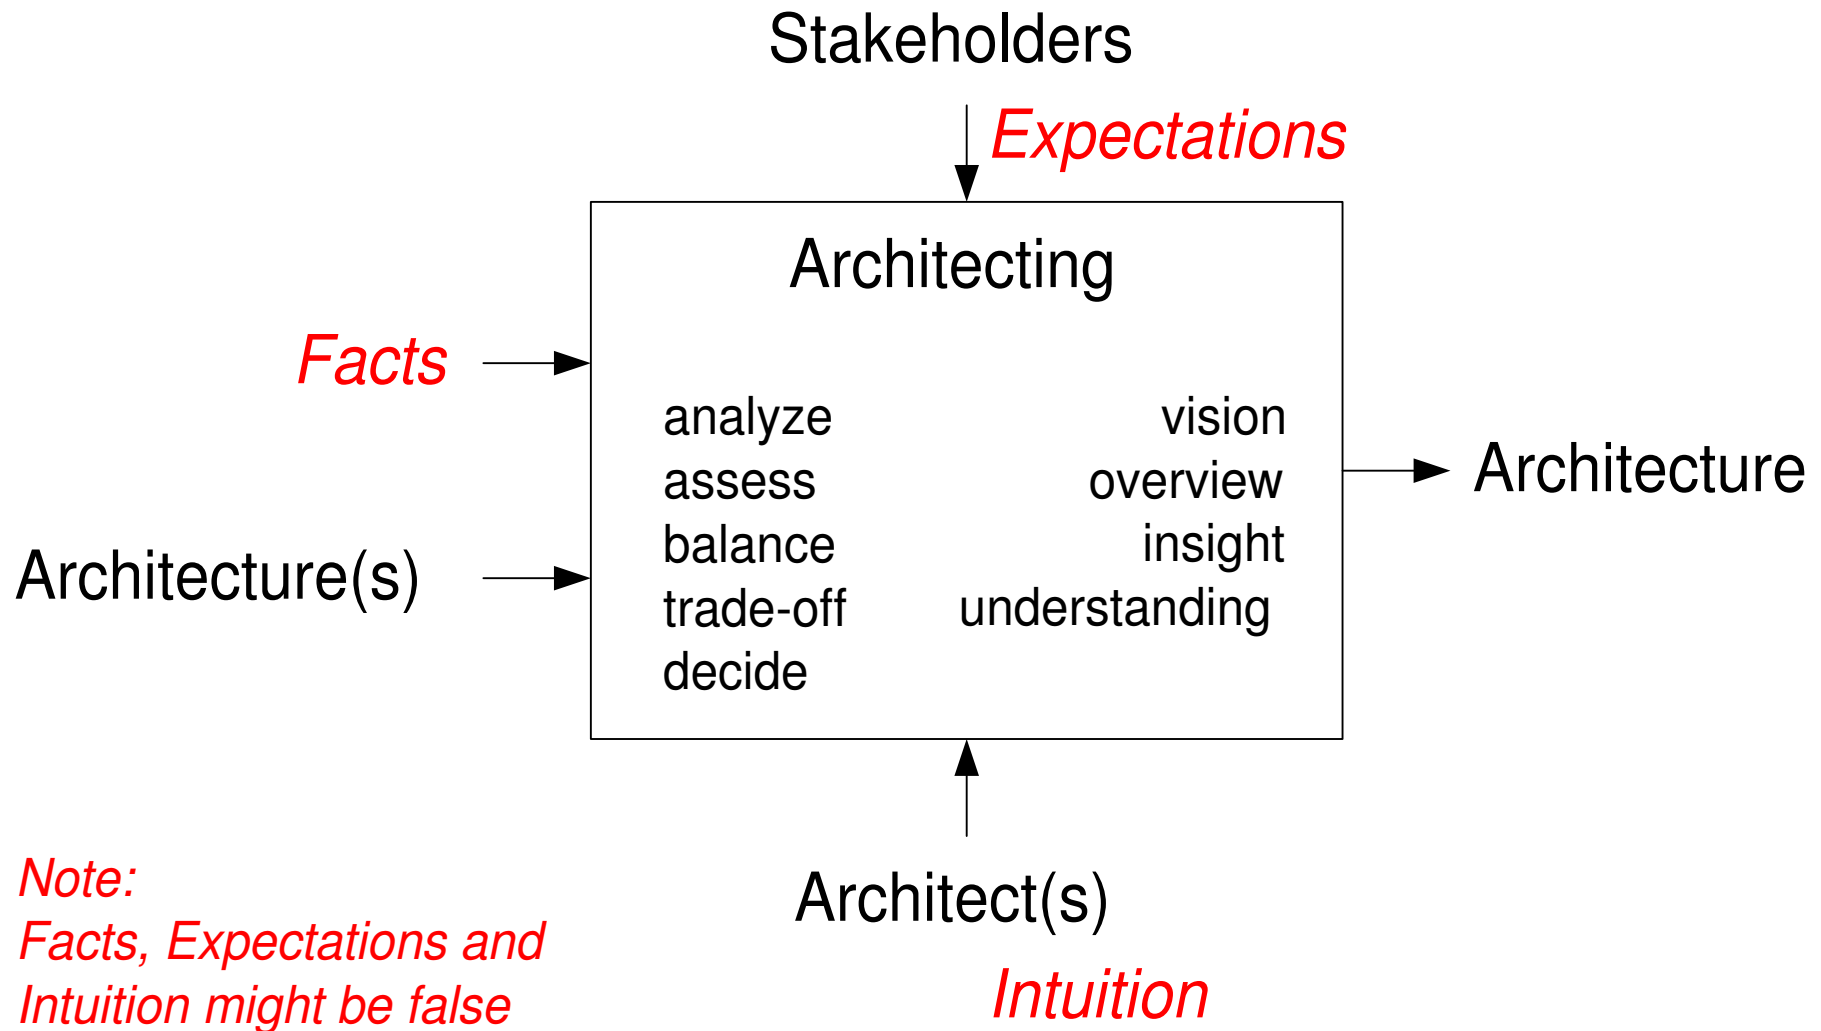 Stakeholders
Expectations
Architecting
Facts
analyze
assess
balance
trade-off
decide
vision
overview
insight
understanding
Architecture(s)
Architecture
Architect(s)
Intuition
Note:
Facts, Expectations and
Intuition might be false